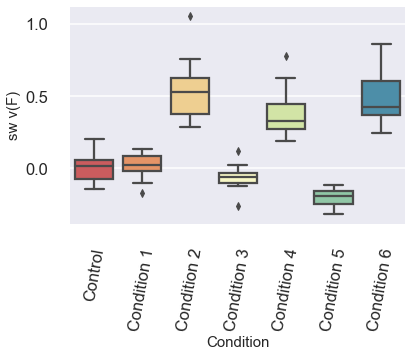 sw v(F)
1.0
0.5
0.0
Control
Condition 1
Condition 2
Condition 3
Condition 4
Condition 5
Condition 6
Condition